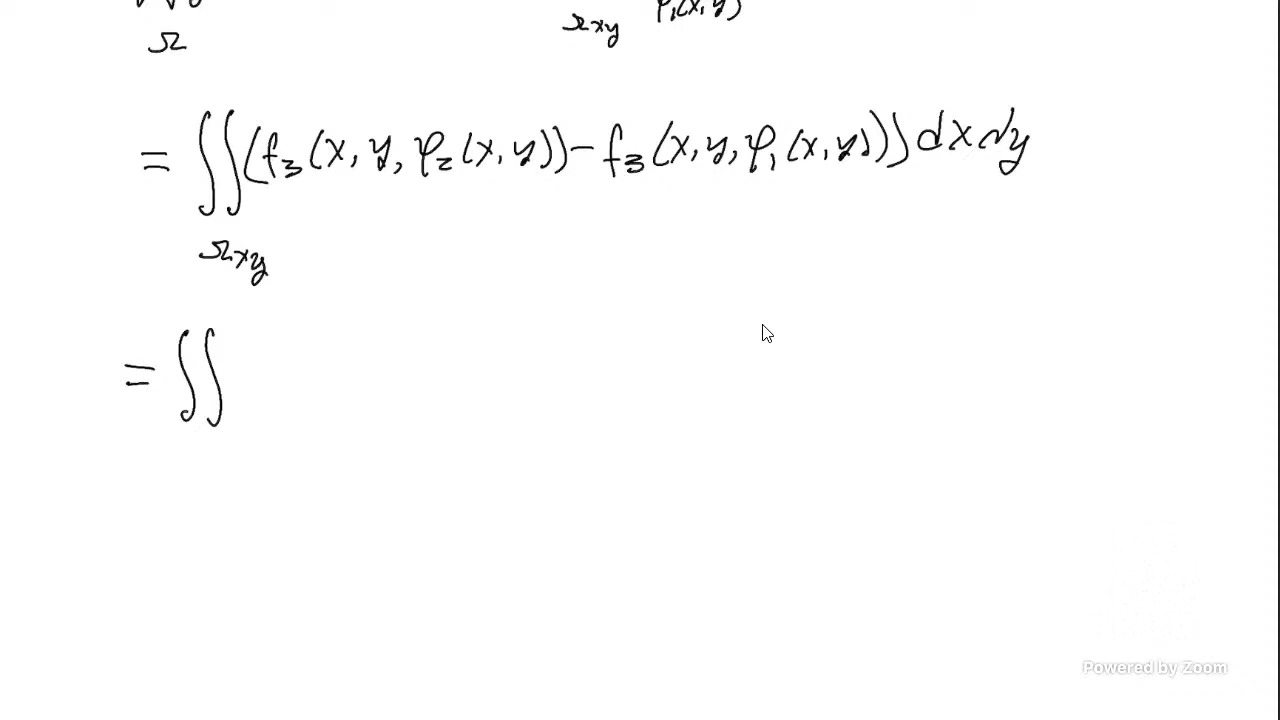 Ω Ωxy φ₁(x,y)
= ∬(f₃(x, y, φ₂(x, y)) - f₃(x, y, φ₁(x, y)))dxdy
Ωxy
= ∬
Powered by Zoom